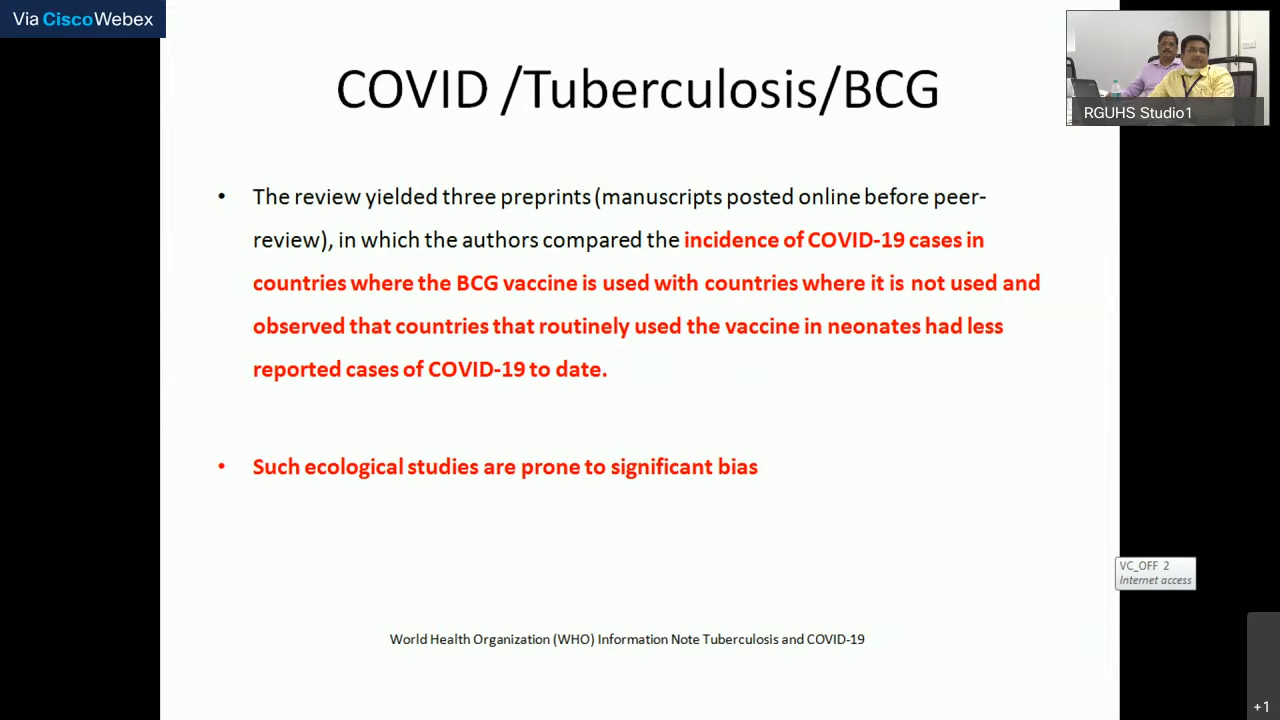 Via CiscoWebex
RGUHS Studio1
COVID /Tuberculosis/BCG
• The review yielded three preprints (manuscripts posted online before peer-
review), in which the authors compared the incidence of COVID-19 cases in
countries where the BCG vaccine is used with countries where it is not used and
observed that countries that routinely used the vaccine in neonates had less
reported cases of COVID-19 to date.
• Such ecological studies are prone to significant bias
VC_OFF 2
Internet access
World Health Organization (WHO) Information Note Tuberculosis and COVID-19
+1